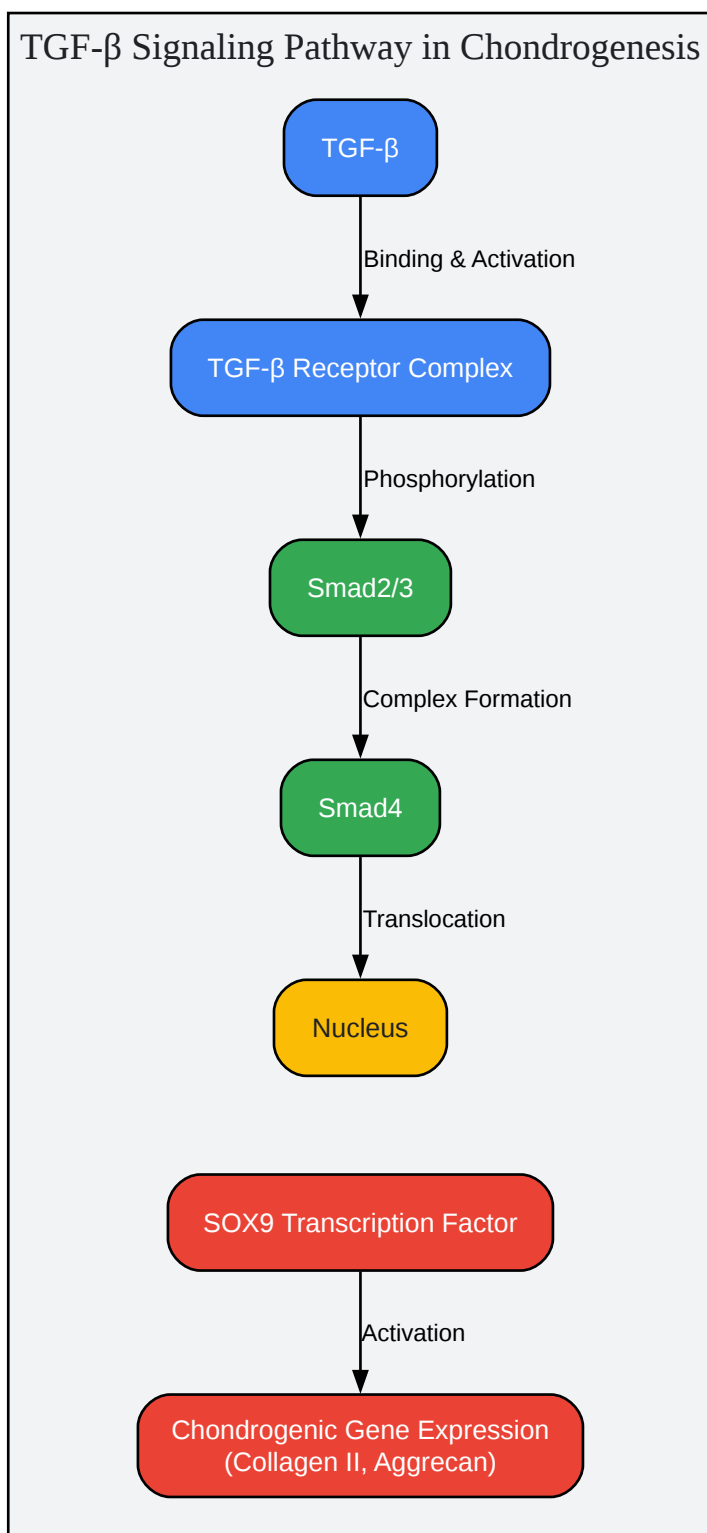 TGF-β Signaling Pathway in Chondrogenesis
TGF-β
Binding & Activation
TGF-β Receptor Complex
Phosphorylation
Smad2/3
Complex Formation
Smad4
Translocation
Nucleus
SOX9 Transcription Factor
Activation
Chondrogenic Gene Expression
(Collagen II, Aggrecan)